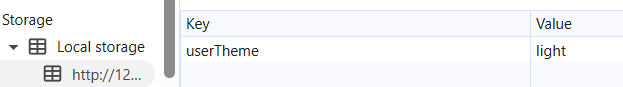 Storage
Local storage
http://12...
Key Value
userTheme light